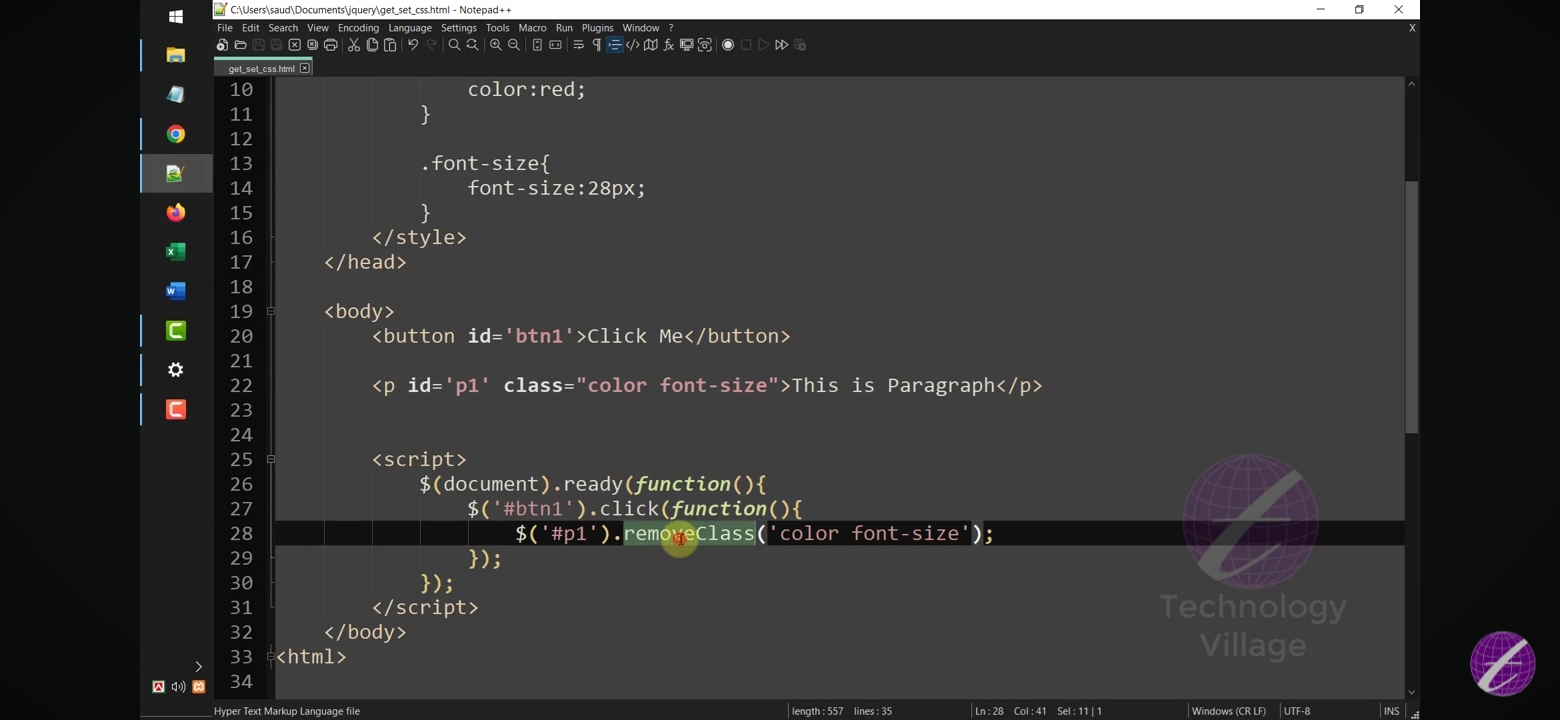 C:\Users\saud\Documents\jquery\get_set_css.html - Notepad++
File Edit Search View Encoding Language Settings Tools Macro Run Plugins Window ? X
get_set_css.html
10 color:red;
11 }
12
13 .font-size{
14 font-size:28px;
15 }
16 </style>
17 </head>
18
19 <body>
20 <button id='btn1'>Click Me</button>
21
22 <p id='p1' class="color font-size">This is Paragraph</p>
23
24
25 <script>
26 $(document).ready(function(){
27 $('#btn1').click(function(){
28 $('#p1').removeClass('color font-size');
29 });
30 });
31 </script>
32 </body>
33 <html>
34
Technology
Village
Hyper Text Markup Language file length : 557 lines : 35 Ln : 28 Col : 41 Sel : 11 | 1 Windows (CR LF) UTF-8 INS